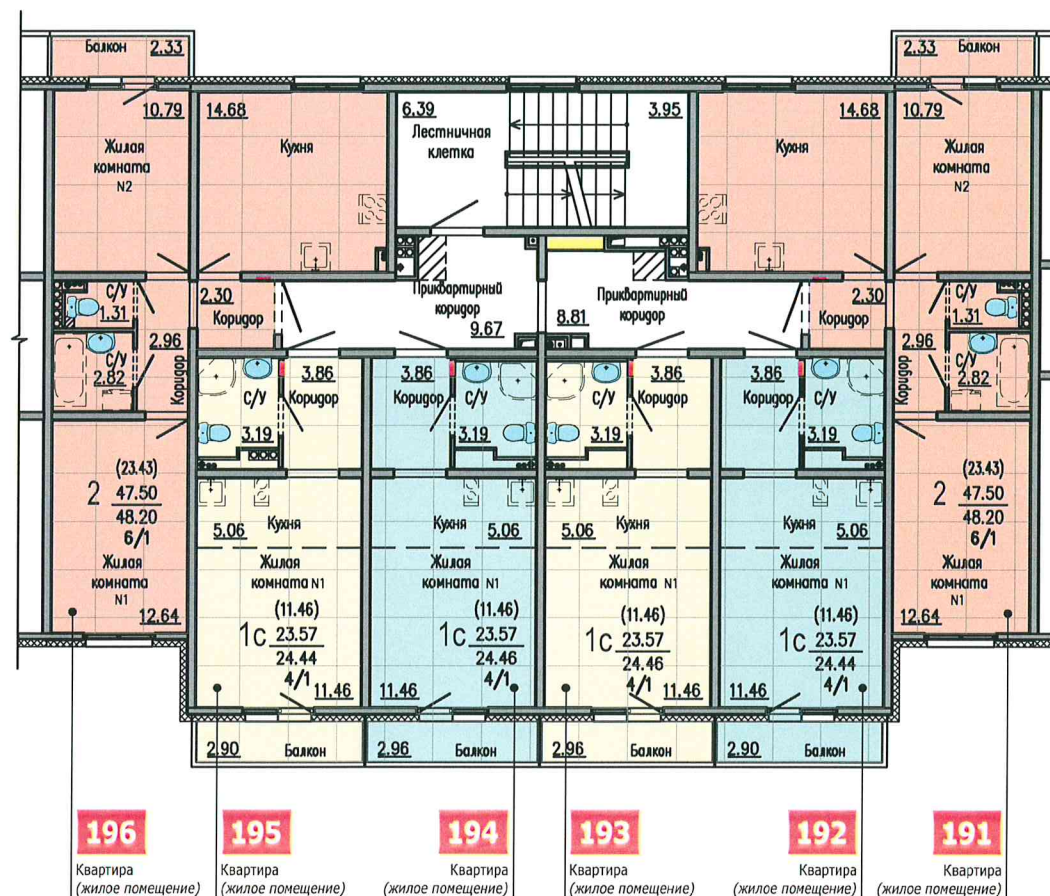 Балкон 2.33
2.33 Балкон
10.79
14.68
6.39
3.95
14.68
10.79
Лестничная
клетка
Жилая
комната
N2
Кухня
Кухня
Жилая
комната
N2
С/У
1.31
2.30
Коридор
Приквартирный
коридор
9.67
8.81
Приквартирный
коридор
2.30
Коридор
С/У
1.31
2.96
Коридор
С/У
2.82
2.96
Коридор
С/У
2.82
С/У
3.19
3.86
Коридор
3.86
Коридор
С/У
3.19
С/У
3.19
3.86
Коридор
3.86
Коридор
С/У
3.19
(23.43)
2 47.50
48.20
6/1
Жилая
комната
N1
12.64
Кухня
5.06
Жилая
комната N1
(11.46)
1С 23.57
24.44
4/1
11.46
Кухня
5.06
Жилая
комната N1
(11.46)
1С 23.57
24.46
4/1
11.46
Кухня
5.06
Жилая
комната N1
(11.46)
1С 23.57
24.46
4/1
11.46
Кухня
5.06
Жилая
комната N1
(11.46)
1С 23.57
24.44
4/1
11.46
(23.43)
2 47.50
48.20
6/1
Жилая
комната
N1
12.64
2.90 Балкон
2.96 Балкон
2.96 Балкон
2.90 Балкон
196
Квартира
(жилое помещение)
195
Квартира
(жилое помещение)
194
Квартира
(жилое помещение)
193
Квартира
(жилое помещение)
192
Квартира
(жилое помещение)
191
Квартира
(жилое помещение)